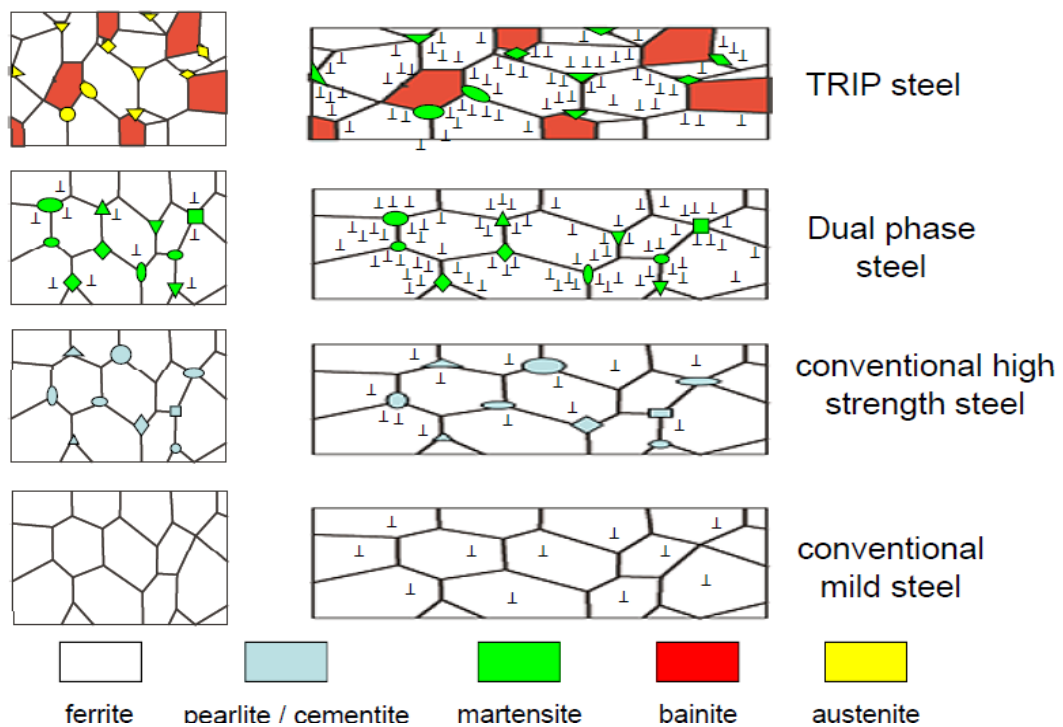 TRIP steel
Dual phase
steel
conventional high
strength steel
conventional
mild steel
ferrite
pearlite / cementite
martensite
bainite
austenite